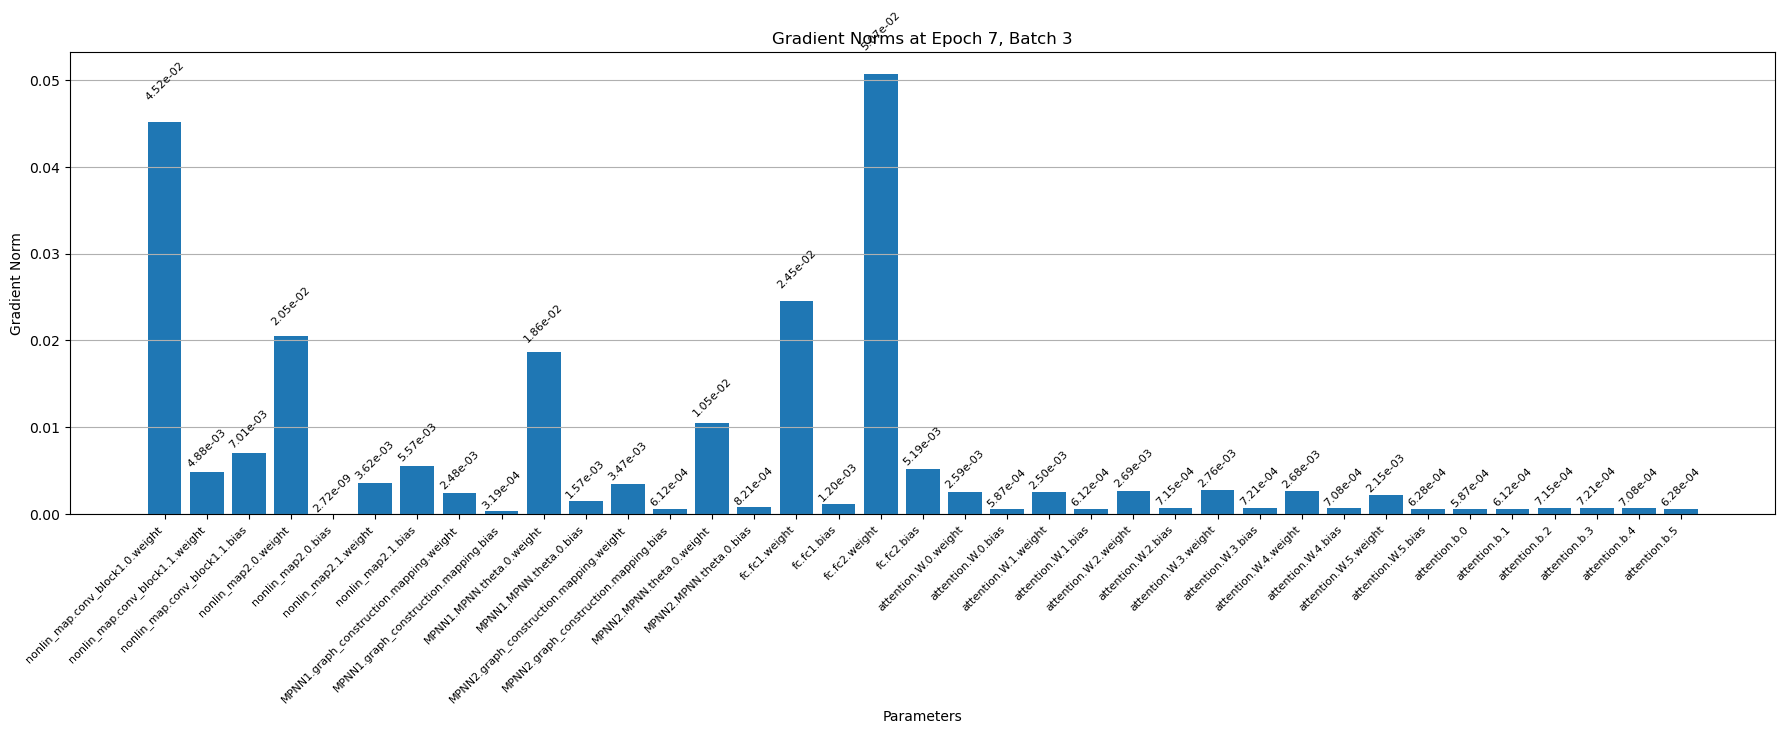 Gradient Norms at Epoch 7, Batch 3
Gradient Norm
0.05
0.04
0.03
0.02
0.01
0.00
4.52e-02
4.88e-03
7.01e-03
2.05e-02
2.72e-09
3.62e-03
5.57e-03
2.48e-03
3.19e-04
1.86e-02
1.57e-03
3.47e-03
6.12e-04
1.05e-02
8.21e-04
2.45e-02
1.20e-03
5.07e-02
5.19e-03
2.59e-03
5.87e-04
2.50e-03
6.12e-04
2.69e-03
7.15e-04
2.76e-03
7.21e-04
2.68e-03
7.08e-04
2.15e-03
6.28e-04
5.87e-04
6.12e-04
7.15e-04
7.21e-04
7.08e-04
6.28e-04
nonlin_map.conv_block1.0.weight
nonlin_map.conv_block1.1.weight
nonlin_map.conv_block1.1.bias
nonlin_map2.0.weight
nonlin_map2.0.bias
nonlin_map2.1.weight
nonlin_map2.1.bias
MPNN1.graph_construction.mapping.weight
MPNN1.graph_construction.mapping.bias
MPNN1.MPNN.theta.0.weight
MPNN1.MPNN.theta.0.bias
MPNN2.graph_construction.mapping.weight
MPNN2.graph_construction.mapping.bias
MPNN2.MPNN.theta.0.weight
MPNN2.MPNN.theta.0.bias
fc.fc1.weight
fc.fc1.bias
fc.fc2.weight
fc.fc2.bias
attention.W.0.weight
attention.W.0.bias
attention.W.1.weight
attention.W.1.bias
attention.W.2.weight
attention.W.2.bias
attention.W.3.weight
attention.W.3.bias
attention.W.4.weight
attention.W.4.bias
attention.W.5.weight
attention.W.5.bias
attention.b.0
attention.b.1
attention.b.2
attention.b.3
attention.b.4
attention.b.5
Parameters